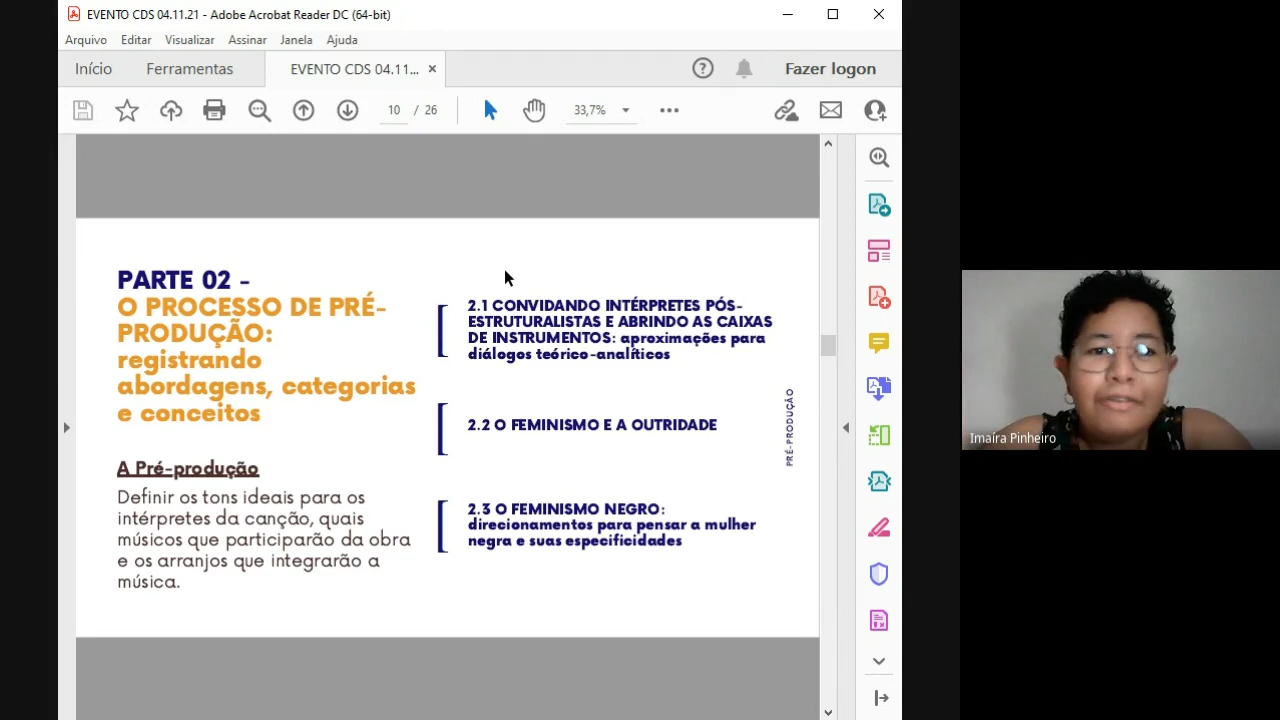 EVENTO CDS 04.11.21 - Adobe Acrobat Reader DC (64-bit)
Arquivo Editar Visualizar Assinar Janela Ajuda
Início Ferramentas EVENTO CDS 04.11... × Fazer logon
10 / 26 33,7%
PARTE 02 -
O PROCESSO DE PRÉ-
PRODUÇÃO:
registrando
abordagens, categorias
e conceitos
A Pré-produção
Definir os tons ideais para os
intérpretes da canção, quais
músicos que participarão da obra
e os arranjos que integrarão a
música.
2.1 CONVIDANDO INTÉRPRETES PÓS-
ESTRUTURALISTAS E ABRINDO AS CAIXAS
DE INSTRUMENTOS: aproximações para
diálogos teórico-analíticos
2.2 O FEMINISMO E A OUTRIDADE
2.3 O FEMINISMO NEGRO:
direcionamentos para pensar a mulher
negra e suas especificidades
PRÉ-PRODUÇÃO
Imaíra Pinheiro